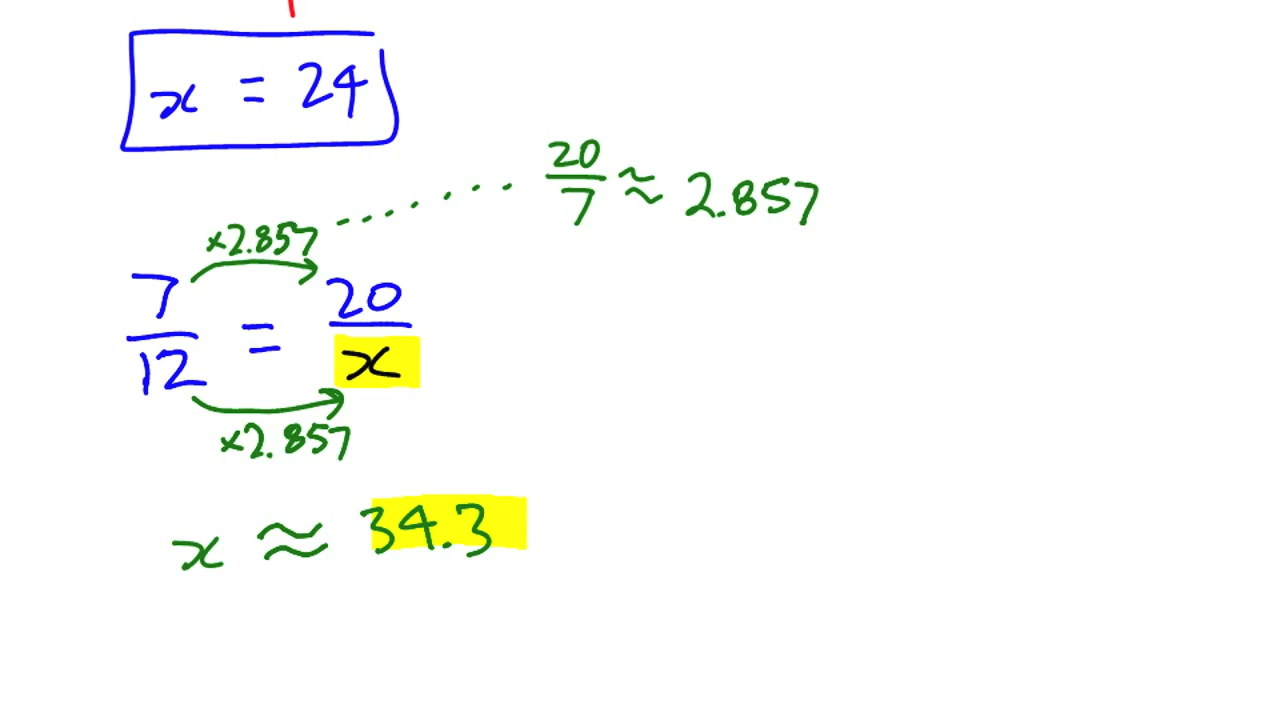 x = 24
20/7 ≈ 2.857
×2.857
7/12 = 20/x
×2.857
x ≈ 34.3